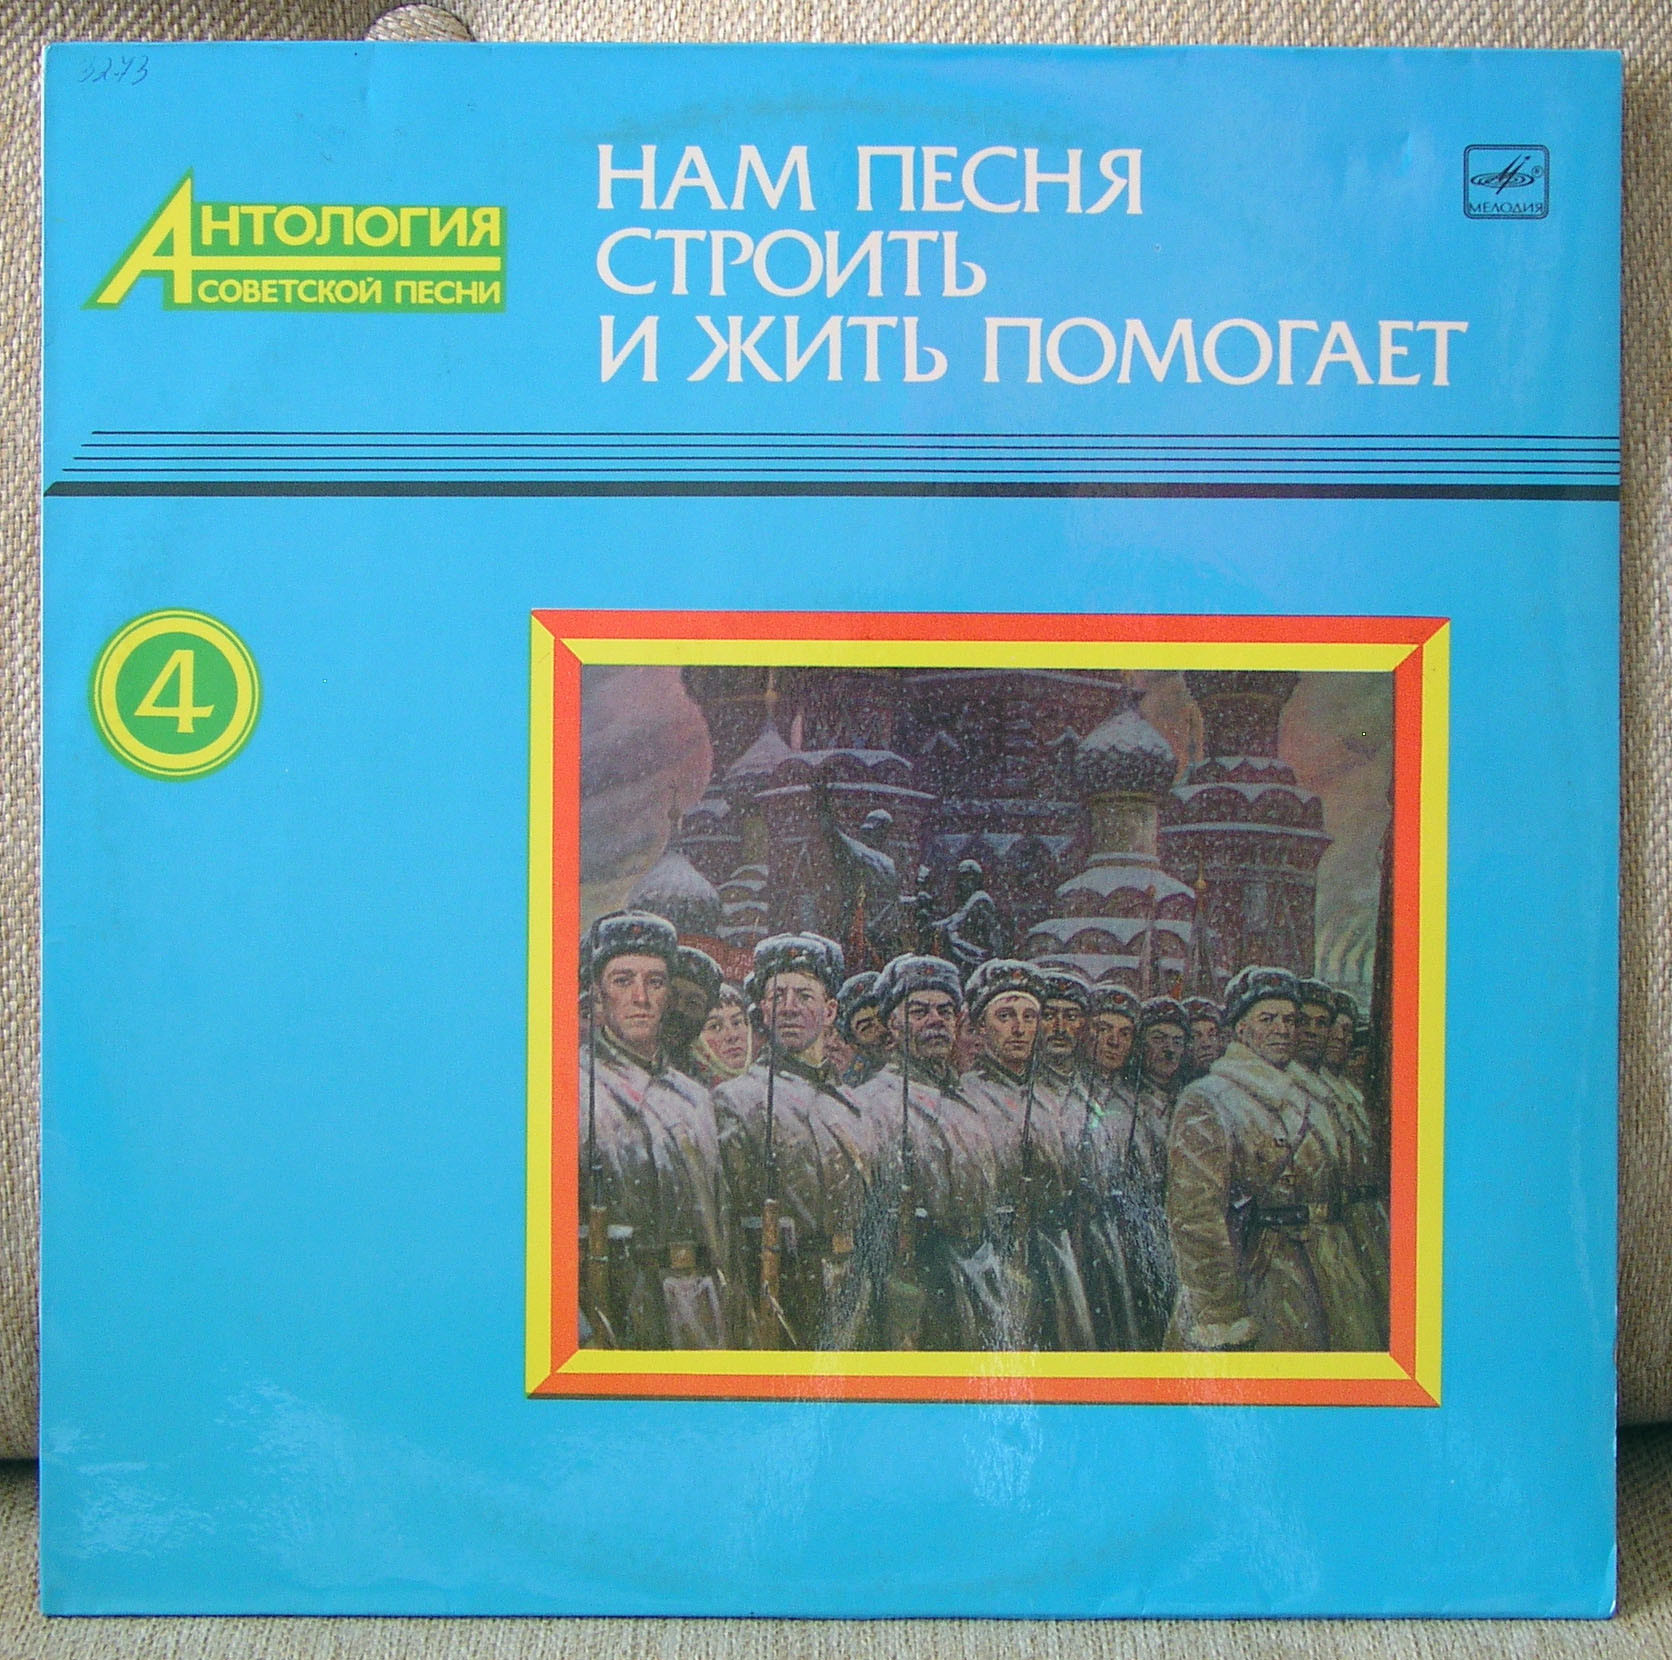 3273
АНТОЛОГИЯ
СОВЕТСКОЙ ПЕСНИ
НАМ ПЕСНЯ
СТРОИТЬ
И ЖИТЬ ПОМОГАЕТ
®
МЕЛОДИЯ
4